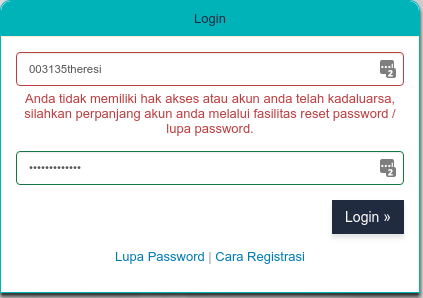 Login
003135theresi
Anda tidak memiliki hak akses atau akun anda telah kadaluarsa,
silahkan perpanjang akun anda melalui fasilitas reset password /
lupa password.
•••••••••••••
Login »
Lupa Password | Cara Registrasi